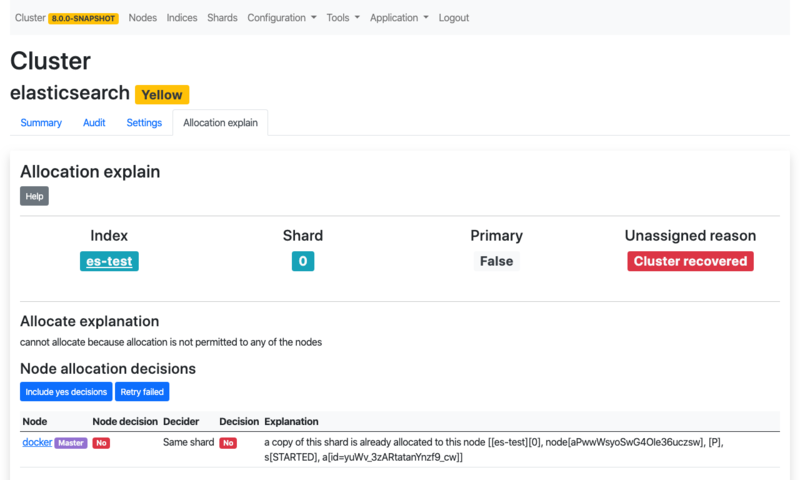 Cluster 8.0.0-SNAPSHOT Nodes Indices Shards Configuration Tools Application Logout
Cluster
elasticsearch Yellow
Summary Audit Settings Allocation explain
Allocation explain
Help
Index Shard Primary Unassigned reason
es-test 0 False Cluster recovered
Allocate explanation
cannot allocate because allocation is not permitted to any of the nodes
Node allocation decisions
Include yes decisions Retry failed
Node Node decision Decider Decision Explanation
docker Master No Same shard No a copy of this shard is already allocated to this node [[es-test][0], node[aPwwWsyoSwG4Ole36uczsw], [P],
s[STARTED], a[id=yuWv_3zARtatanYnzf9_cw]]